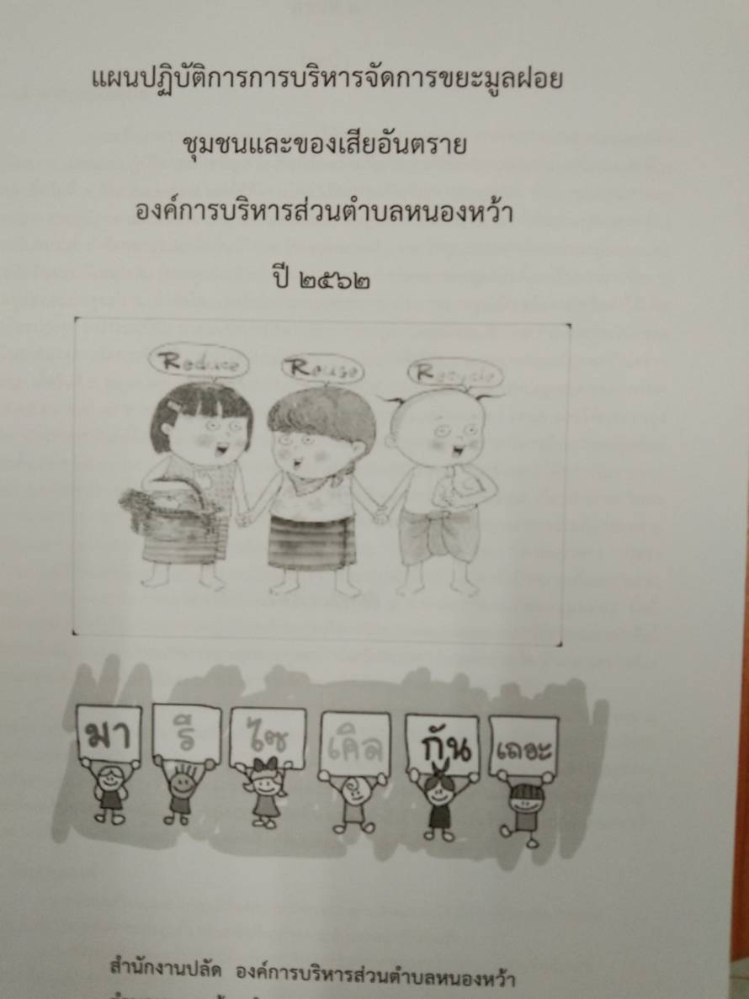 แผนปฏิบัติการการบริหารจัดการขยะมูลฝอย
ชุมชนและของเสียอันตราย
องค์การบริหารส่วนตำบลหนองหว้า
ปี ๒๕๖๒
Reduce Reuse Recycle
มา รี ไซ เคิล กัน เถอะ
สำนักงานปลัด องค์การบริหารส่วนตำบลหนองหว้า